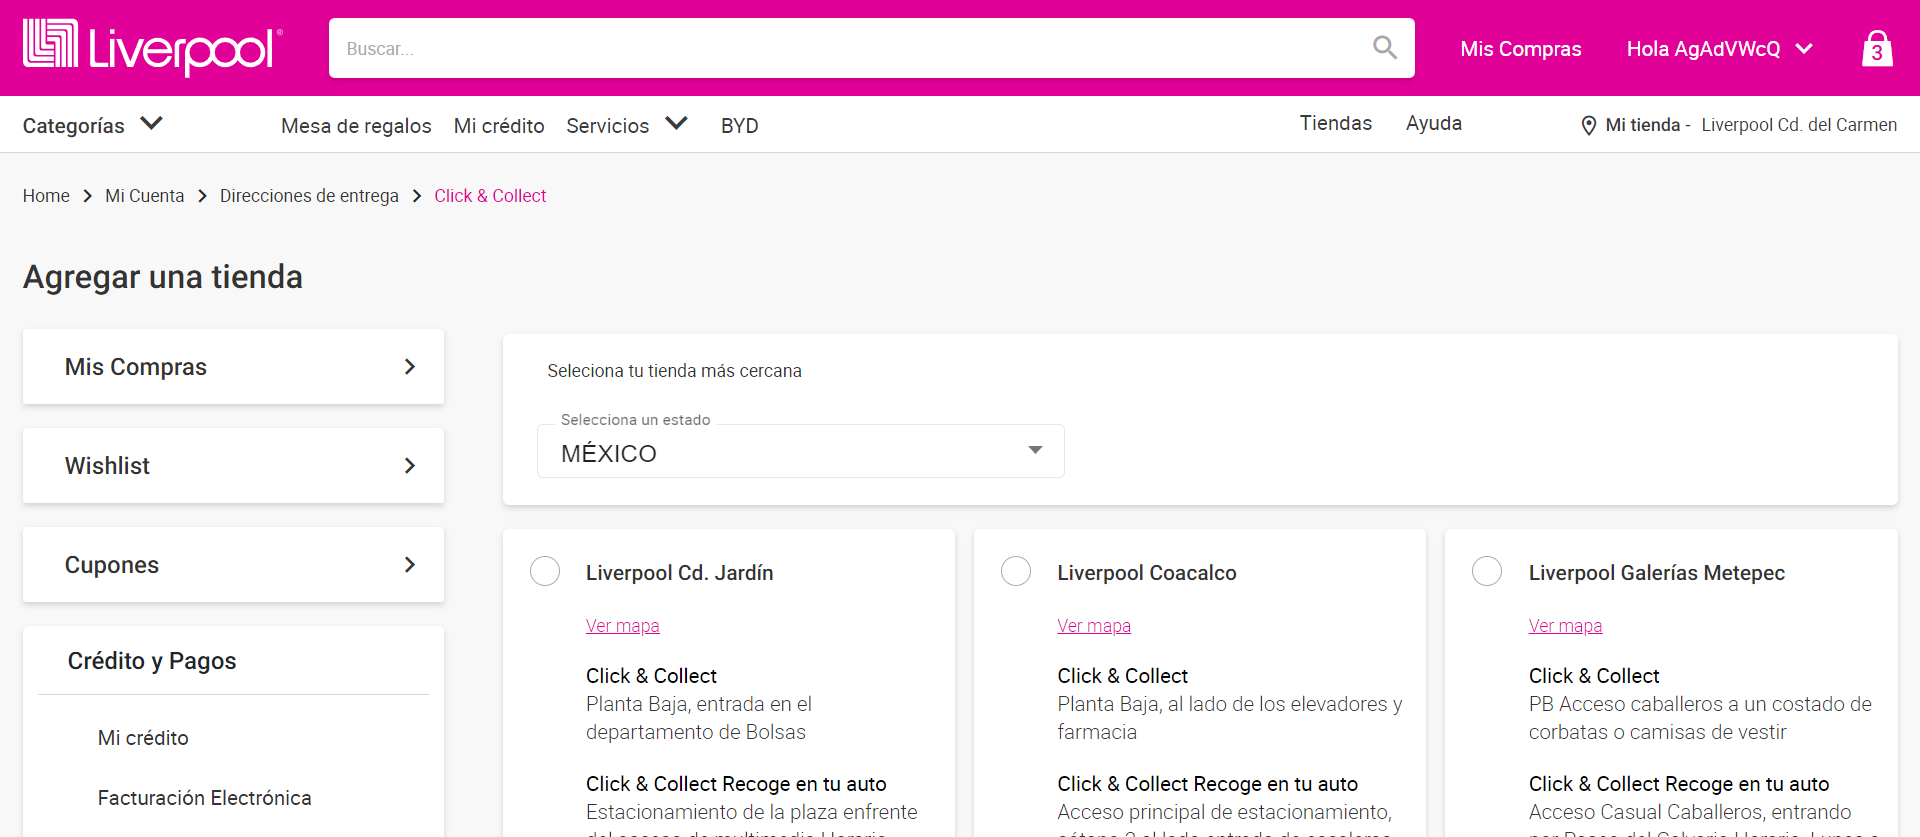 Liverpool®
Buscar...
Mis Compras
Hola AgAdVWcQ
3
Categorías
Mesa de regalos
Mi crédito
Servicios
BYD
Tiendas
Ayuda
Mi tienda - Liverpool Cd. del Carmen
Home > Mi Cuenta > Direcciones de entrega > Click & Collect
Agregar una tienda
Mis Compras
Wishlist
Cupones
Crédito y Pagos
Mi crédito
Facturación Electrónica
Seleciona tu tienda más cercana
Selecciona un estado
MÉXICO
Liverpool Cd. Jardín
Ver mapa
Click & Collect
Planta Baja, entrada en el
departamento de Bolsas
Click & Collect Recoge en tu auto
Estacionamiento de la plaza enfrente
del acceso de multimedia Horario
Liverpool Coacalco
Ver mapa
Click & Collect
Planta Baja, al lado de los elevadores y
farmacia
Click & Collect Recoge en tu auto
Acceso principal de estacionamiento,
Liverpool Galerías Metepec
Ver mapa
Click & Collect
PB Acceso caballeros a un costado de
corbatas o camisas de vestir
Click & Collect Recoge en tu auto
Acceso Casual Caballeros, entrando